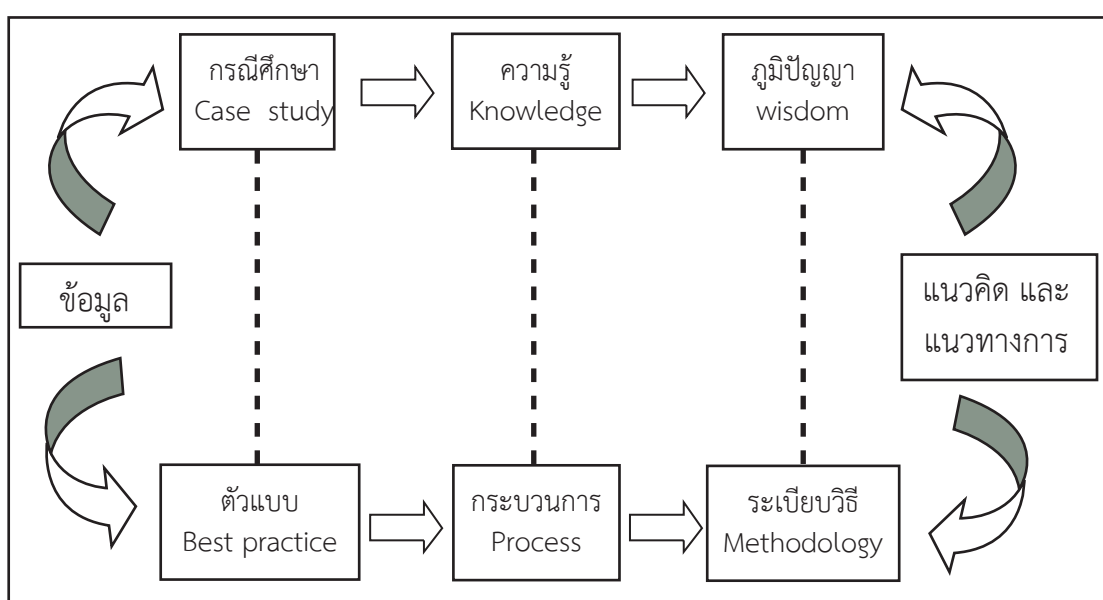 กรณีศึกษา
Case study
ความรู้
Knowledge
ภูมิปัญญา
wisdom
ข้อมูล
แนวคิด และ
แนวทางการ
ตัวแบบ
Best practice
กระบวนการ
Process
ระเบียบวิธี
Methodology